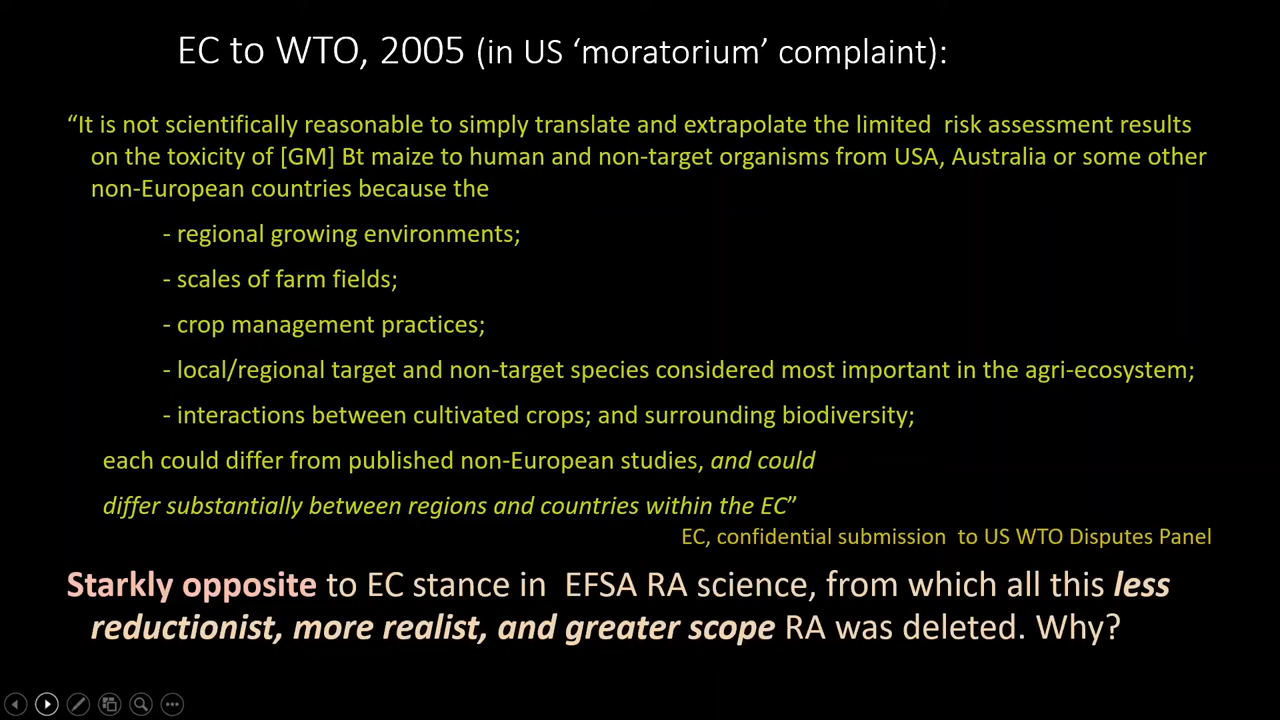 EC to WTO, 2005 (in US ‘moratorium’ complaint):
“It is not scientifically reasonable to simply translate and extrapolate the limited risk assessment results
on the toxicity of [GM] Bt maize to human and non-target organisms from USA, Australia or some other
non-European countries because the
- regional growing environments;
- scales of farm fields;
- crop management practices;
- local/regional target and non-target species considered most important in the agri-ecosystem;
- interactions between cultivated crops; and surrounding biodiversity;
each could differ from published non-European studies, and could
differ substantially between regions and countries within the EC”
EC, confidential submission to US WTO Disputes Panel
Starkly opposite to EC stance in EFSA RA science, from which all this less
reductionist, more realist, and greater scope RA was deleted. Why?